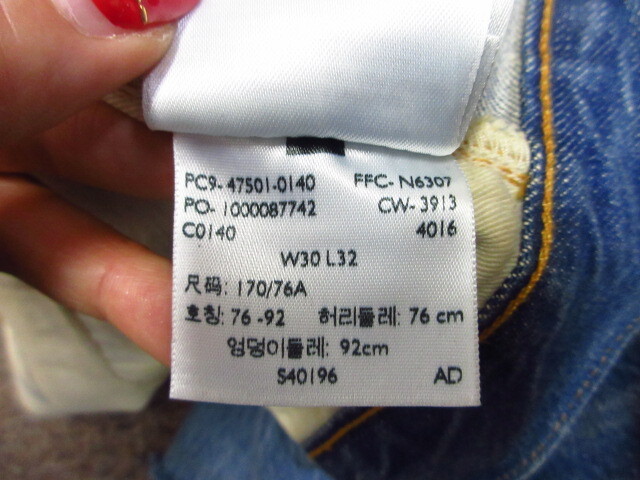 PC9- 47501-0140 FFC- N6307
PO- 1000087742 CW- 3913
C0140 4016
W30 L32
尺码: 170/76A
호칭: 76 -92 허리둘레: 76 cm
엉덩이둘레: 92cm
S40196 AD